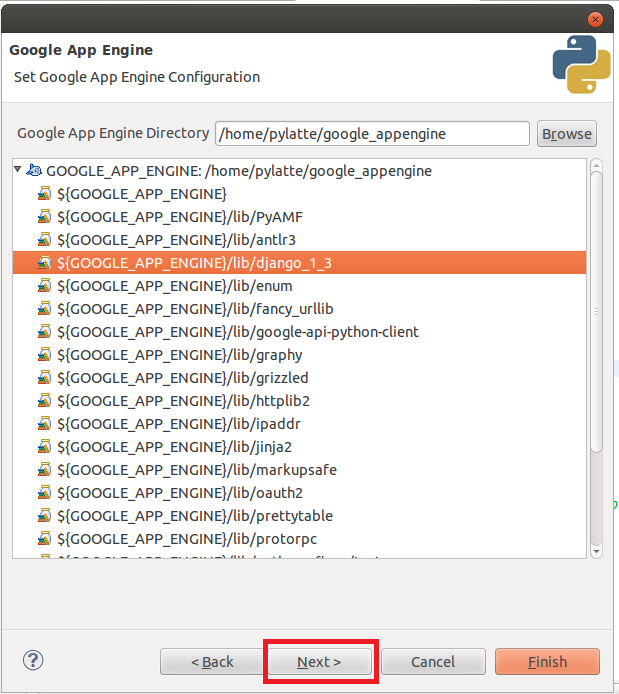 Google App Engine
Set Google App Engine Configuration
Google App Engine Directory /home/pylatte/google_appengine Browse
GOOGLE_APP_ENGINE: /home/pylatte/google_appengine
${GOOGLE_APP_ENGINE}
${GOOGLE_APP_ENGINE}/lib/PyAMF
${GOOGLE_APP_ENGINE}/lib/antlr3
${GOOGLE_APP_ENGINE}/lib/django_1_3
${GOOGLE_APP_ENGINE}/lib/enum
${GOOGLE_APP_ENGINE}/lib/fancy_urllib
${GOOGLE_APP_ENGINE}/lib/google-api-python-client
${GOOGLE_APP_ENGINE}/lib/graphy
${GOOGLE_APP_ENGINE}/lib/grizzled
${GOOGLE_APP_ENGINE}/lib/httplib2
${GOOGLE_APP_ENGINE}/lib/ipaddr
${GOOGLE_APP_ENGINE}/lib/jinja2
${GOOGLE_APP_ENGINE}/lib/markupsafe
${GOOGLE_APP_ENGINE}/lib/oauth2
${GOOGLE_APP_ENGINE}/lib/prettytable
${GOOGLE_APP_ENGINE}/lib/protorpc
? < Back Next > Cancel Finish